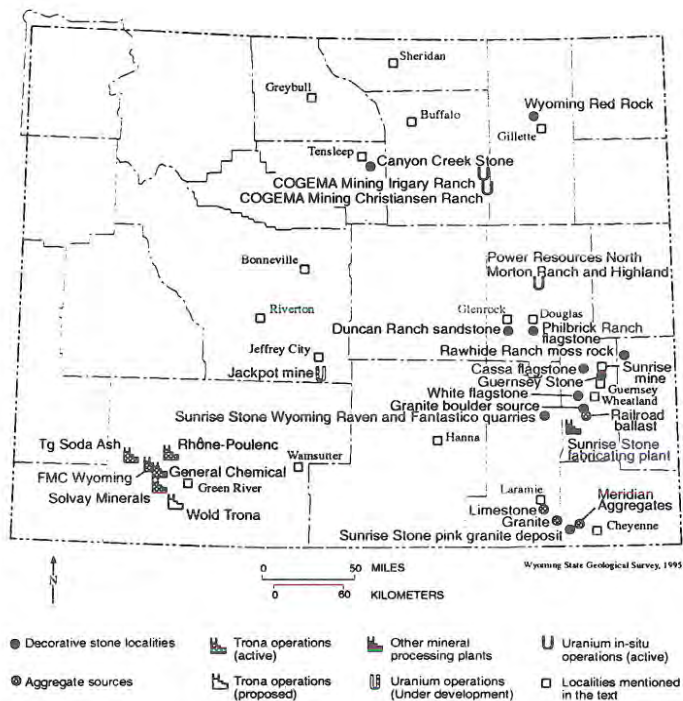 Sheridan
Greybull
Buffalo
Wyoming Red Rock
Gillette
Tensleep
Canyon Creek Stone
COGEMA Mining Irigary Ranch
COGEMA Mining Christiansen Ranch
Bonneville
Power Resources North
Morton Ranch and Highland
Riverton
Glenrock
Douglas
Duncan Ranch sandstone
Philbrick Ranch
flagstone
Rawhide Ranch moss rock
Jeffrey City
Jackpot mine
Cassa flagstone
Sunrise
mine
Guernsey Stone
Guernsey
White flagstone
Wheatland
Granite boulder source
Sunrise Stone Wyoming Raven and Fantastico quarries
Railroad
ballast
Hanna
Sunrise Stone
fabricating plant
Tg Soda Ash
Rhône-Poulenc
FMC Wyoming
General Chemical
Wamsutter
Solvay Minerals
Green River
Wold Trona
Laramie
Limestone
Meridian
Aggregates
Granite
Sunrise Stone pink granite deposit
Cheyenne
Wyoming State Geological Survey, 1995
N
0 50 MILES
0 60 KILOMETERS
Decorative stone localities
Trona operations
(active)
Other mineral
processing plants
Uranium in-situ
operations (active)
Aggregate sources
Trona operations
(proposed)
Uranium operations
(Under development)
Localities mentioned
in the text